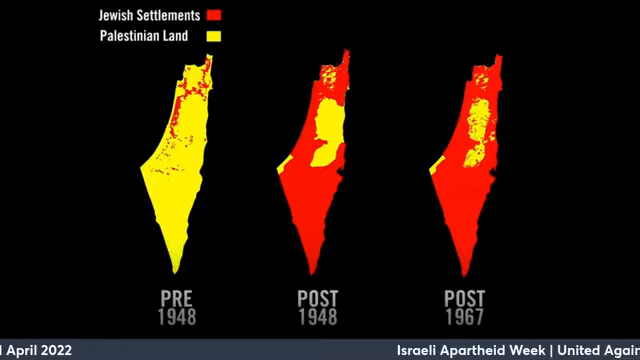 Jewish Settlements
Palestinian Land
PRE
1948
POST
1948
POST
1967
April 2022
Israeli Apartheid Week | United Again